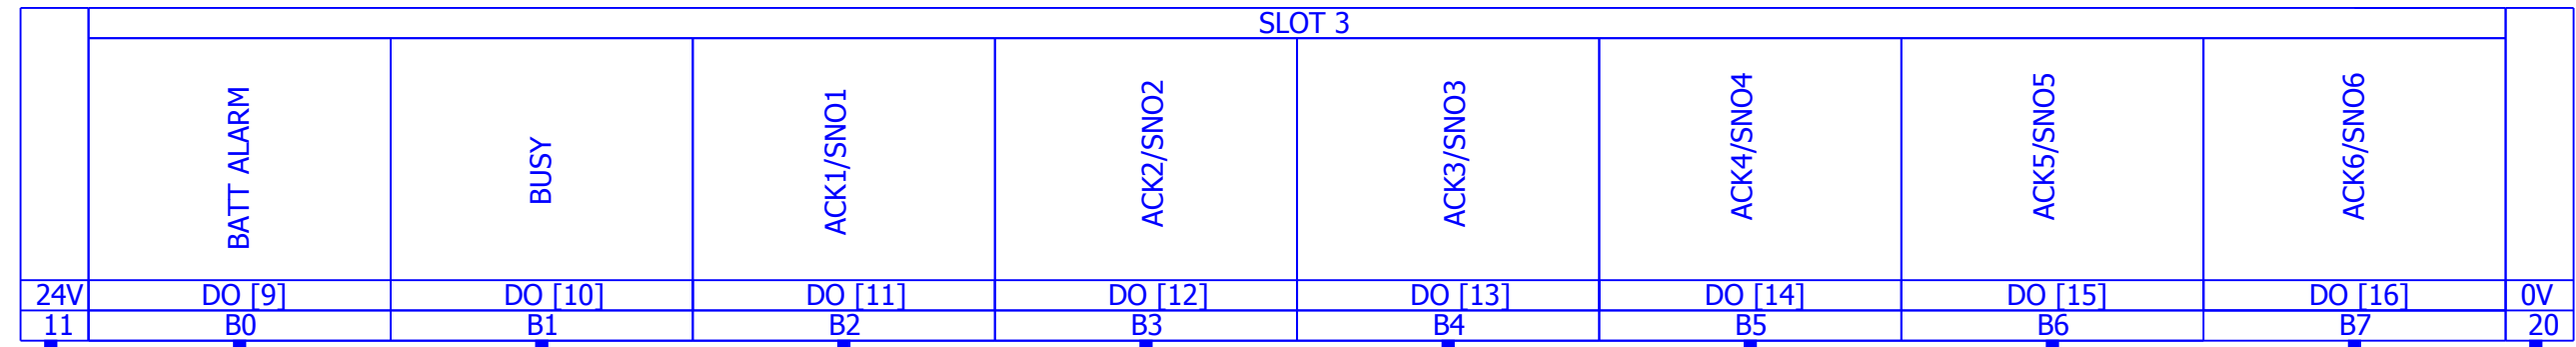 SLOT 3
BATT ALARM
BUSY
ACK1/SNO1
ACK2/SNO2
ACK3/SNO3
ACK4/SNO4
ACK5/SNO5
ACK6/SNO6
24V DO [9] DO [10] DO [11] DO [12] DO [13] DO [14] DO [15] DO [16] 0V
11 B0 B1 B2 B3 B4 B5 B6 B7 20